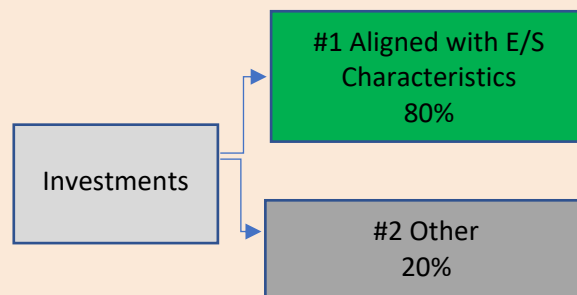 #1 Aligned with E/S
Characteristics
80%
Investments
#2 Other
20%